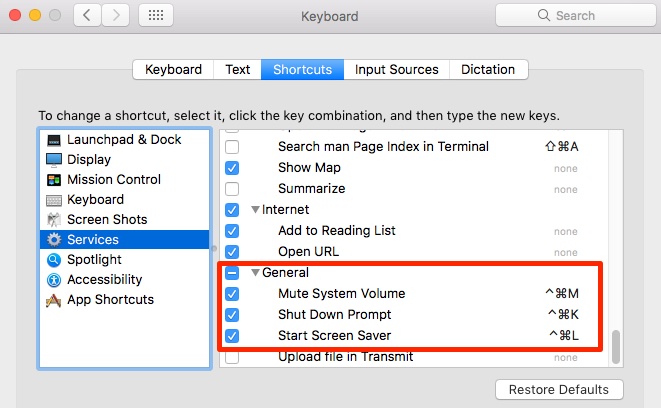 Keyboard
Search
Keyboard Text Shortcuts Input Sources Dictation
To change a shortcut, select it, click the key combination, and then type the new keys.
Launchpad & Dock
Display
Mission Control
Keyboard
Screen Shots
Services
Spotlight
Accessibility
App Shortcuts
Search man Page Index in Terminal ⇧⌘A
Show Map none
Summarize none
Internet
Add to Reading List none
Open URL none
General
Mute System Volume ^⌘M
Shut Down Prompt ^⌘K
Start Screen Saver ^⌘L
Upload file in Transmit none
Restore Defaults